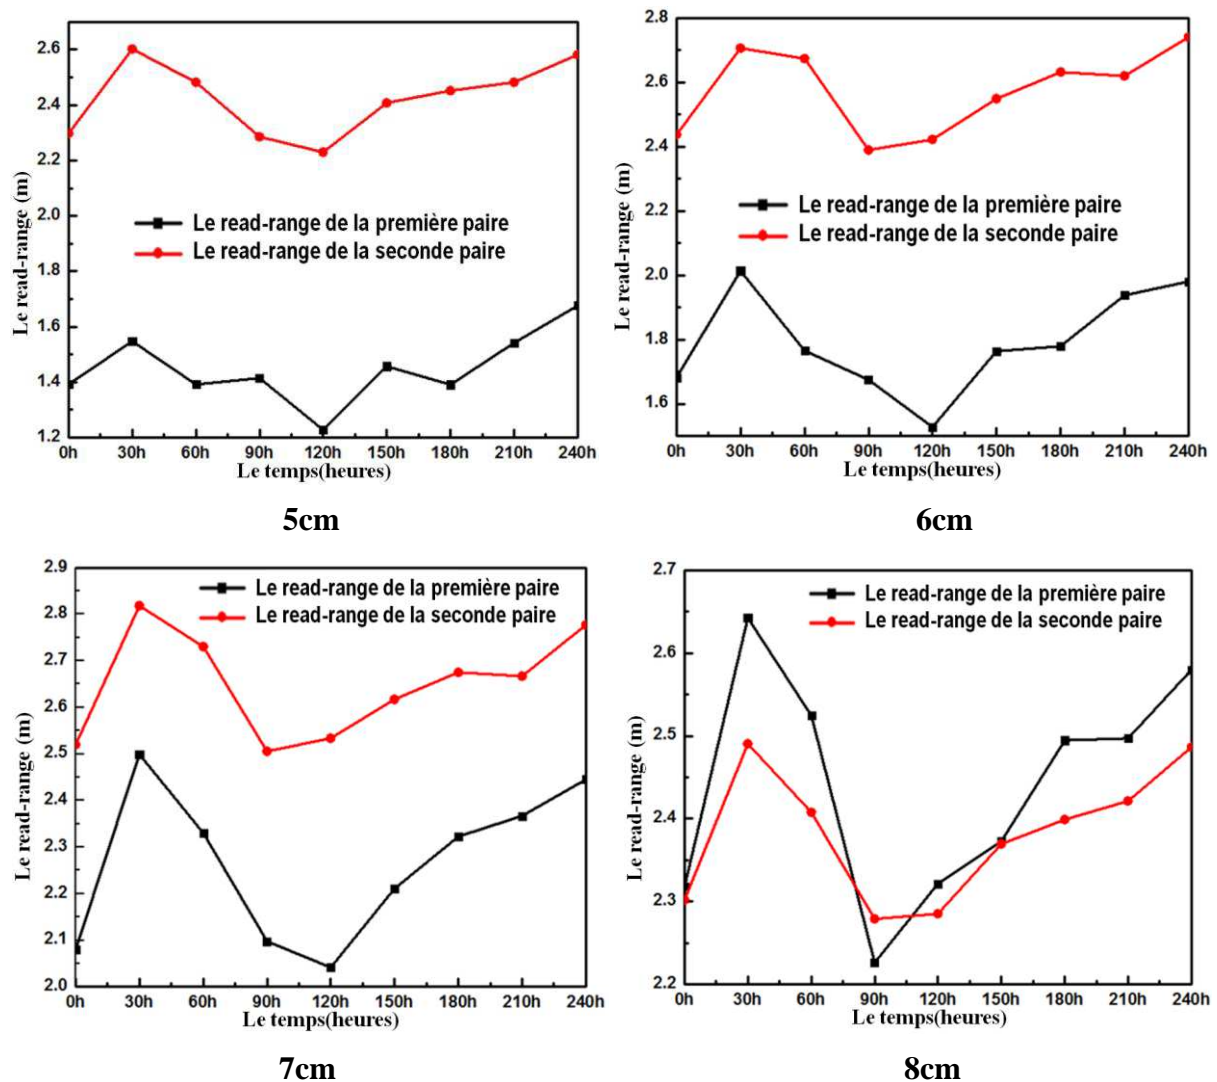 2.6
2.4
2.2
2.0
1.8
1.6
1.4
1.2
Le read-range (m)
Le read-range de la première paire
Le read-range de la seconde paire
0h 30h 60h 90h 120h 150h 180h 210h 240h
Le temps(heures)
5cm
2.8
2.6
2.4
2.2
2.0
1.8
1.6
Le read-range (m)
Le read-range de la première paire
Le read-range de la seconde paire
0h 30h 60h 90h 120h 150h 180h 210h 240h
Le temps(heures)
6cm
2.9
2.8
2.7
2.6
2.5
2.4
2.3
2.2
2.1
2.0
Le read-range (m)
Le read-range de la première paire
Le read-range de la seconde paire
0h 30h 60h 90h 120h 150h 180h 210h 240h
Le temps(heures)
7cm
2.7
2.6
2.5
2.4
2.3
2.2
Le read-range (m)
Le read-range de la première paire
Le read-range de la seconde paire
0h 30h 60h 90h 120h 150h 180h 210h 240h
Le temps(heures)
8cm